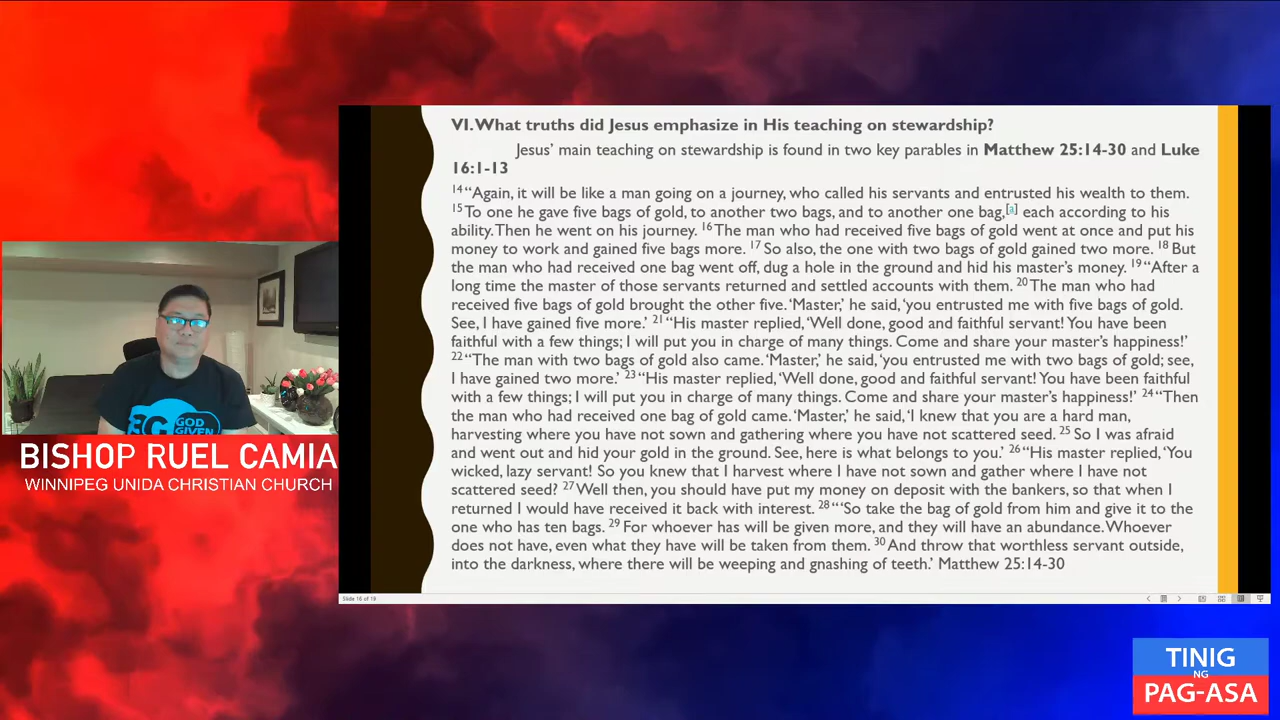 VI. What truths did Jesus emphasize in His teaching on stewardship?
Jesus' main teaching on stewardship is found in two key parables in Matthew 25:14-30 and Luke
16:1-13
14 “Again, it will be like a man going on a journey, who called his servants and entrusted his wealth to them.
15 To one he gave five bags of gold, to another two bags, and to another one bag,[a] each according to his
ability. Then he went on his journey. 16 The man who had received five bags of gold went at once and put his
money to work and gained five bags more. 17 So also, the one with two bags of gold gained two more. 18 But
the man who had received one bag went off, dug a hole in the ground and hid his master's money. 19 “After a
long time the master of those servants returned and settled accounts with them. 20 The man who had
received five bags of gold brought the other five. ‘Master,’ he said, ‘you entrusted me with five bags of gold.
See, I have gained five more.’ 21 “His master replied, ‘Well done, good and faithful servant! You have been
faithful with a few things; I will put you in charge of many things. Come and share your master's happiness!’
22 “The man with two bags of gold also came. ‘Master,’ he said, ‘you entrusted me with two bags of gold; see,
I have gained two more.’ 23 “His master replied, ‘Well done, good and faithful servant! You have been faithful
with a few things; I will put you in charge of many things. Come and share your master's happiness!’ 24 “Then
the man who had received one bag of gold came. ‘Master,’ he said, ‘I knew that you are a hard man,
harvesting where you have not sown and gathering where you have not scattered seed. 25 So I was afraid
and went out and hid your gold in the ground. See, here is what belongs to you.’ 26 “His master replied, ‘You
wicked, lazy servant! So you knew that I harvest where I have not sown and gather where I have not
scattered seed? 27 Well then, you should have put my money on deposit with the bankers, so that when I
returned I would have received it back with interest. 28 “‘So take the bag of gold from him and give it to the
one who has ten bags. 29 For whoever has will be given more, and they will have an abundance. Whoever
does not have, even what they have will be taken from them. 30 And throw that worthless servant outside,
into the darkness, where there will be weeping and gnashing of teeth.’ Matthew 25:14-30
Slide 16 of 19
GOD
GIVEN
BISHOP RUEL CAMIA
WINNIPEG UNIDA CHRISTIAN CHURCH
TINIG
NG
PAG-ASA